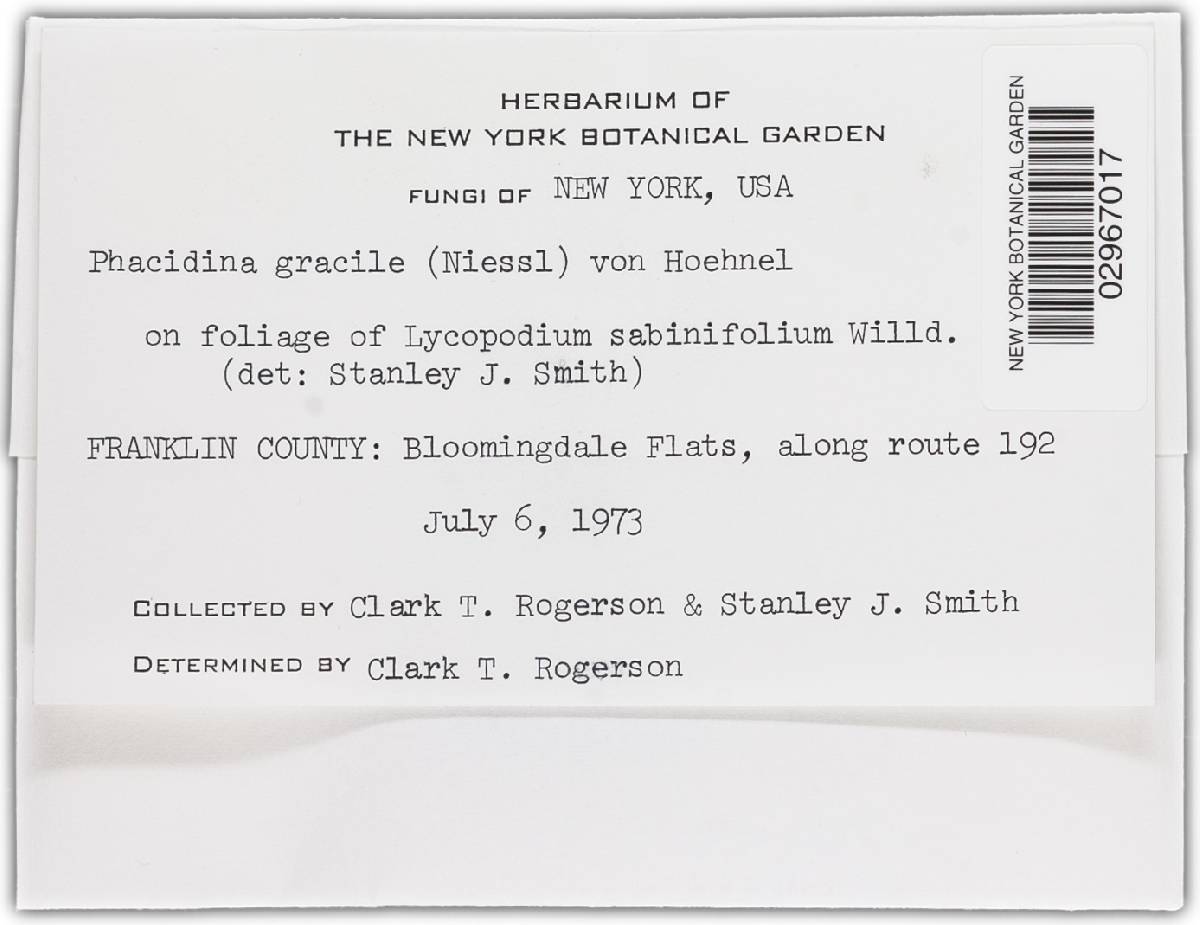 HERBARIUM OF
THE NEW YORK BOTANICAL GARDEN
FUNGI OF NEW YORK, USA
Phacidina gracile (Niessl) von Hoehnel
on foliage of Lycopodium sabinifolium Willd.
(det: Stanley J. Smith)
FRANKLIN COUNTY: Bloomingdale Flats, along route 192
July 6, 1973
COLLECTED BY Clark T. Rogerson & Stanley J. Smith
DETERMINED BY Clark T. Rogerson
NEW YORK BOTANICAL GARDEN
02967017